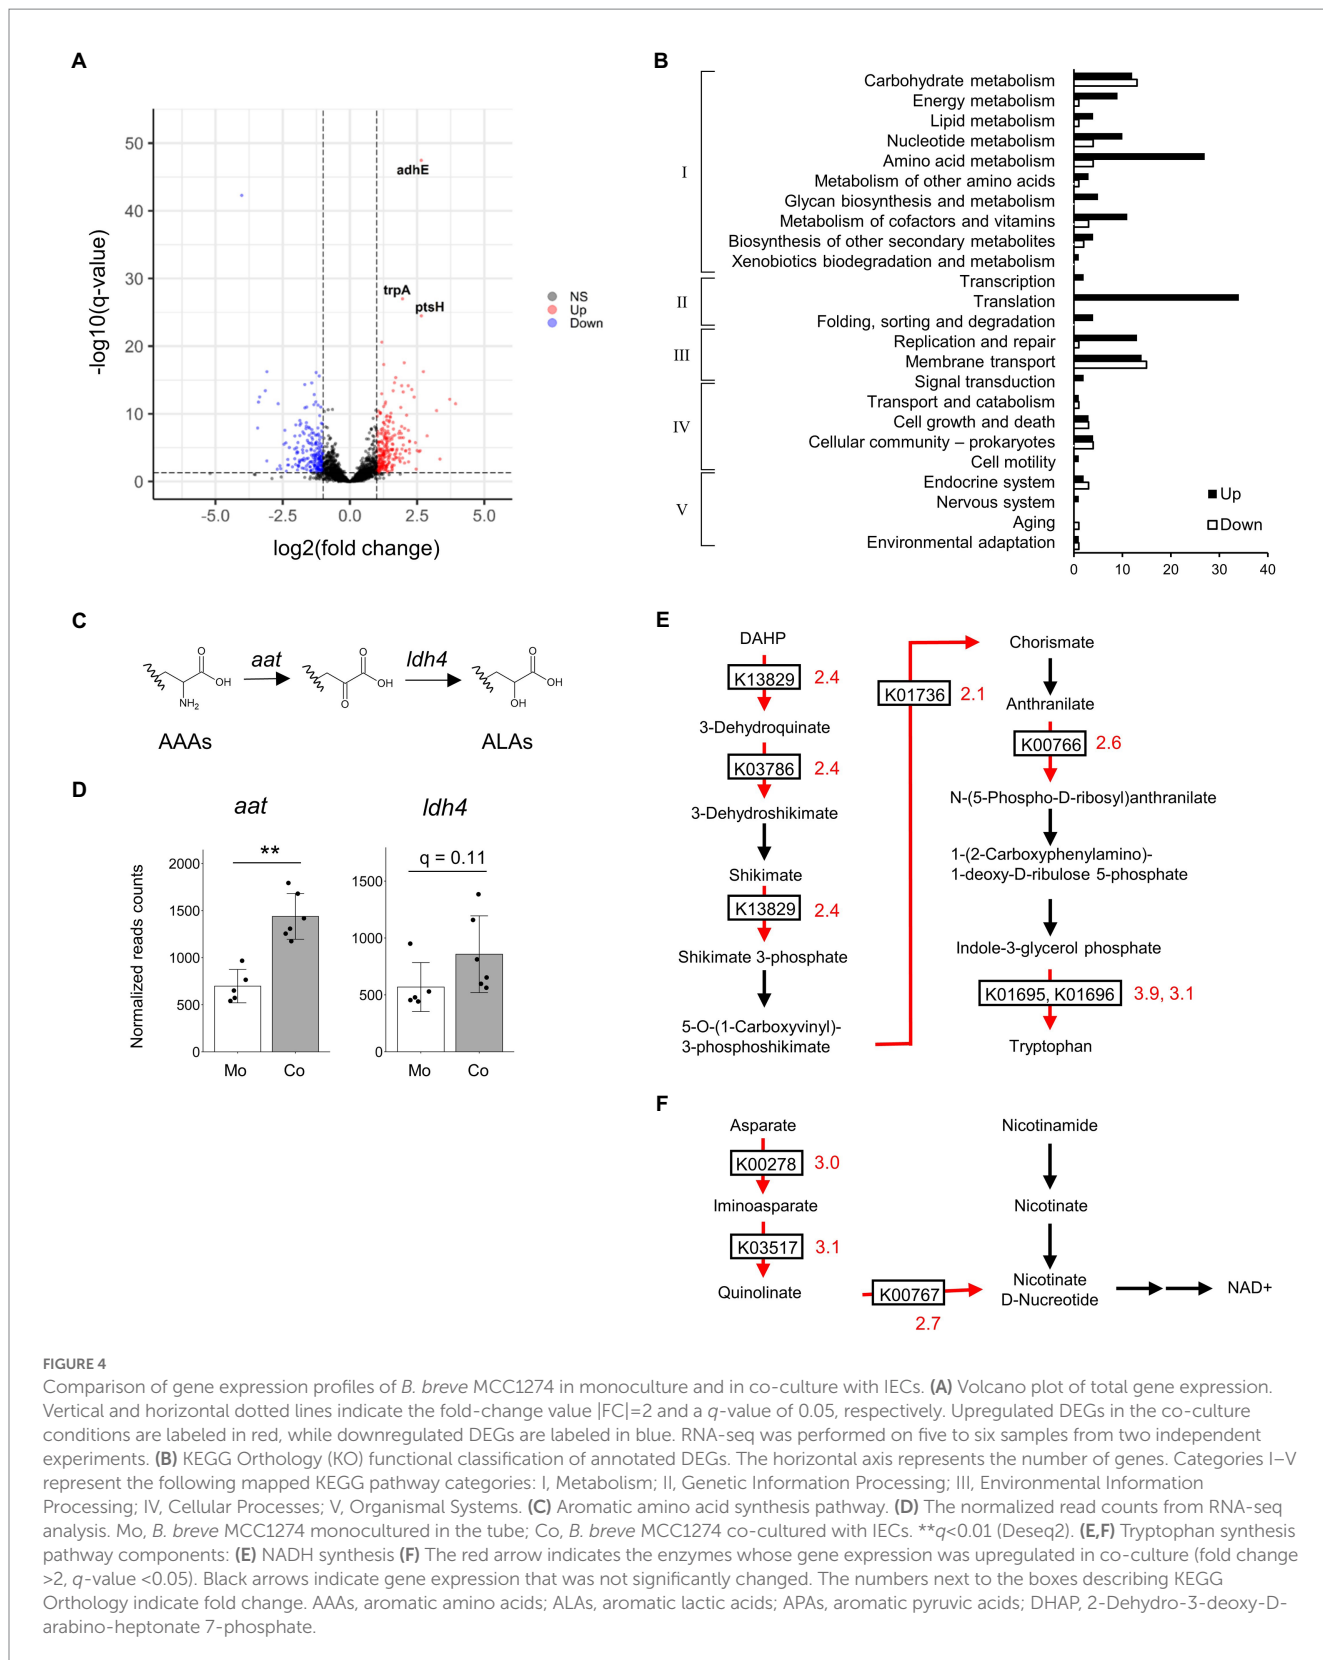 A
-log10(q-value)
50
40
30
20
10
0
adhE
trpA
ptsH
-5.0
-2.5
0.0
2.5
5.0
log2(fold change)
NS
Up
Down
B
I
II
III
IV
V
Carbohydrate metabolism
Energy metabolism
Lipid metabolism
Nucleotide metabolism
Amino acid metabolism
Metabolism of other amino acids
Glycan biosynthesis and metabolism
Metabolism of cofactors and vitamins
Biosynthesis of other secondary metabolites
Xenobiotics biodegradation and metabolism
Transcription
Translation
Folding, sorting and degradation
Replication and repair
Membrane transport
Signal transduction
Transport and catabolism
Cell growth and death
Cellular community – prokaryotes
Cell motility
Endocrine system
Nervous system
Aging
Environmental adaptation
Up
Down
0
10
20
30
40
C
O
OH
NH₂
aat
O
OH
O
ldh4
O
OH
OH
AAAs
ALAs
D
aat
Normalized reads counts
2000
1500
1000
500
0
**
Mo
Co
ldh4
1500
1000
500
0
q = 0.11
Mo
Co
E
DAHP
K13829
2.4
3-Dehydroquinate
K03786
2.4
3-Dehydroshikimate
Shikimate
K13829
2.4
Shikimate 3-phosphate
5-O-(1-Carboxyvinyl)-
3-phosphoshikimate
K01736
2.1
Chorismate
Anthranilate
K00766
2.6
N-(5-Phospho-D-ribosyl)anthranilate
1-(2-Carboxyphenylamino)-
1-deoxy-D-ribulose 5-phosphate
Indole-3-glycerol phosphate
K01695, K01696
3.9, 3.1
Tryptophan
F
Asparate
K00278
3.0
Iminoasparate
K03517
3.1
Quinolinate
K00767
2.7
Nicotinamide
Nicotinate
Nicotinate
D-Nucreotide
NAD+
FIGURE 4
Comparison of gene expression profiles of B. breve MCC1274 in monoculture and in co-culture with IECs. (A) Volcano plot of total gene expression.
Vertical and horizontal dotted lines indicate the fold-change value |FC|=2 and a q-value of 0.05, respectively. Upregulated DEGs in the co-culture
conditions are labeled in red, while downregulated DEGs are labeled in blue. RNA-seq was performed on five to six samples from two independent
experiments. (B) KEGG Orthology (KO) functional classification of annotated DEGs. The horizontal axis represents the number of genes. Categories I–V
represent the following mapped KEGG pathway categories: I, Metabolism; II, Genetic Information Processing; III, Environmental Information
Processing; IV, Cellular Processes; V, Organismal Systems. (C) Aromatic amino acid synthesis pathway. (D) The normalized read counts from RNA-seq
analysis. Mo, B. breve MCC1274 monocultured in the tube; Co, B. breve MCC1274 co-cultured with IECs. **q<0.01 (Deseq2). (E,F) Tryptophan synthesis
pathway components: (E) NADH synthesis (F) The red arrow indicates the enzymes whose gene expression was upregulated in co-culture (fold change
>2, q-value <0.05). Black arrows indicate gene expression that was not significantly changed. The numbers next to the boxes describing KEGG
Orthology indicate fold change. AAAs, aromatic amino acids; ALAs, aromatic lactic acids; APAs, aromatic pyruvic acids; DHAP, 2-Dehydro-3-deoxy-D-
arabino-heptonate 7-phosphate.